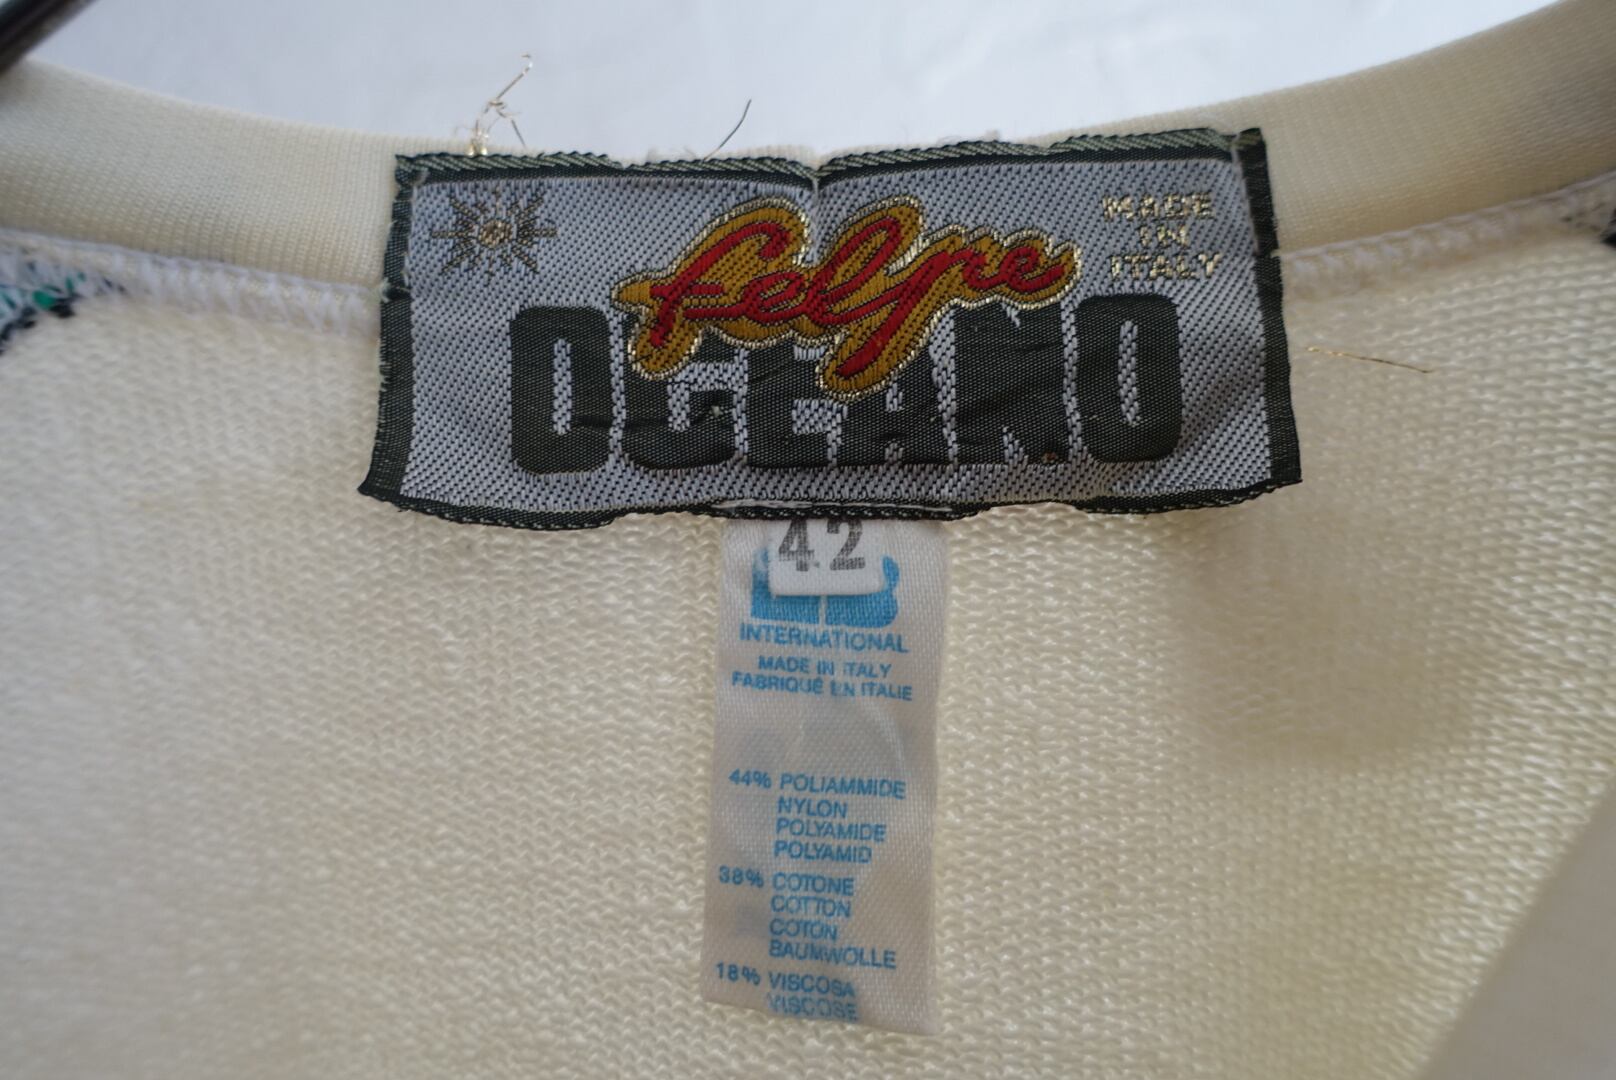 MADE
IN
ITALY
Felyre
OCEANO
42
INTERNATIONAL
MADE IN ITALY
FABRIQUÉ EN ITALIE
44% POLIAMMIDE
NYLON
POLYAMIDE
POLYAMID
38% COTONE
COTTON
COTON
BAUMWOLLE
18% VISCOSA
VISCOSE